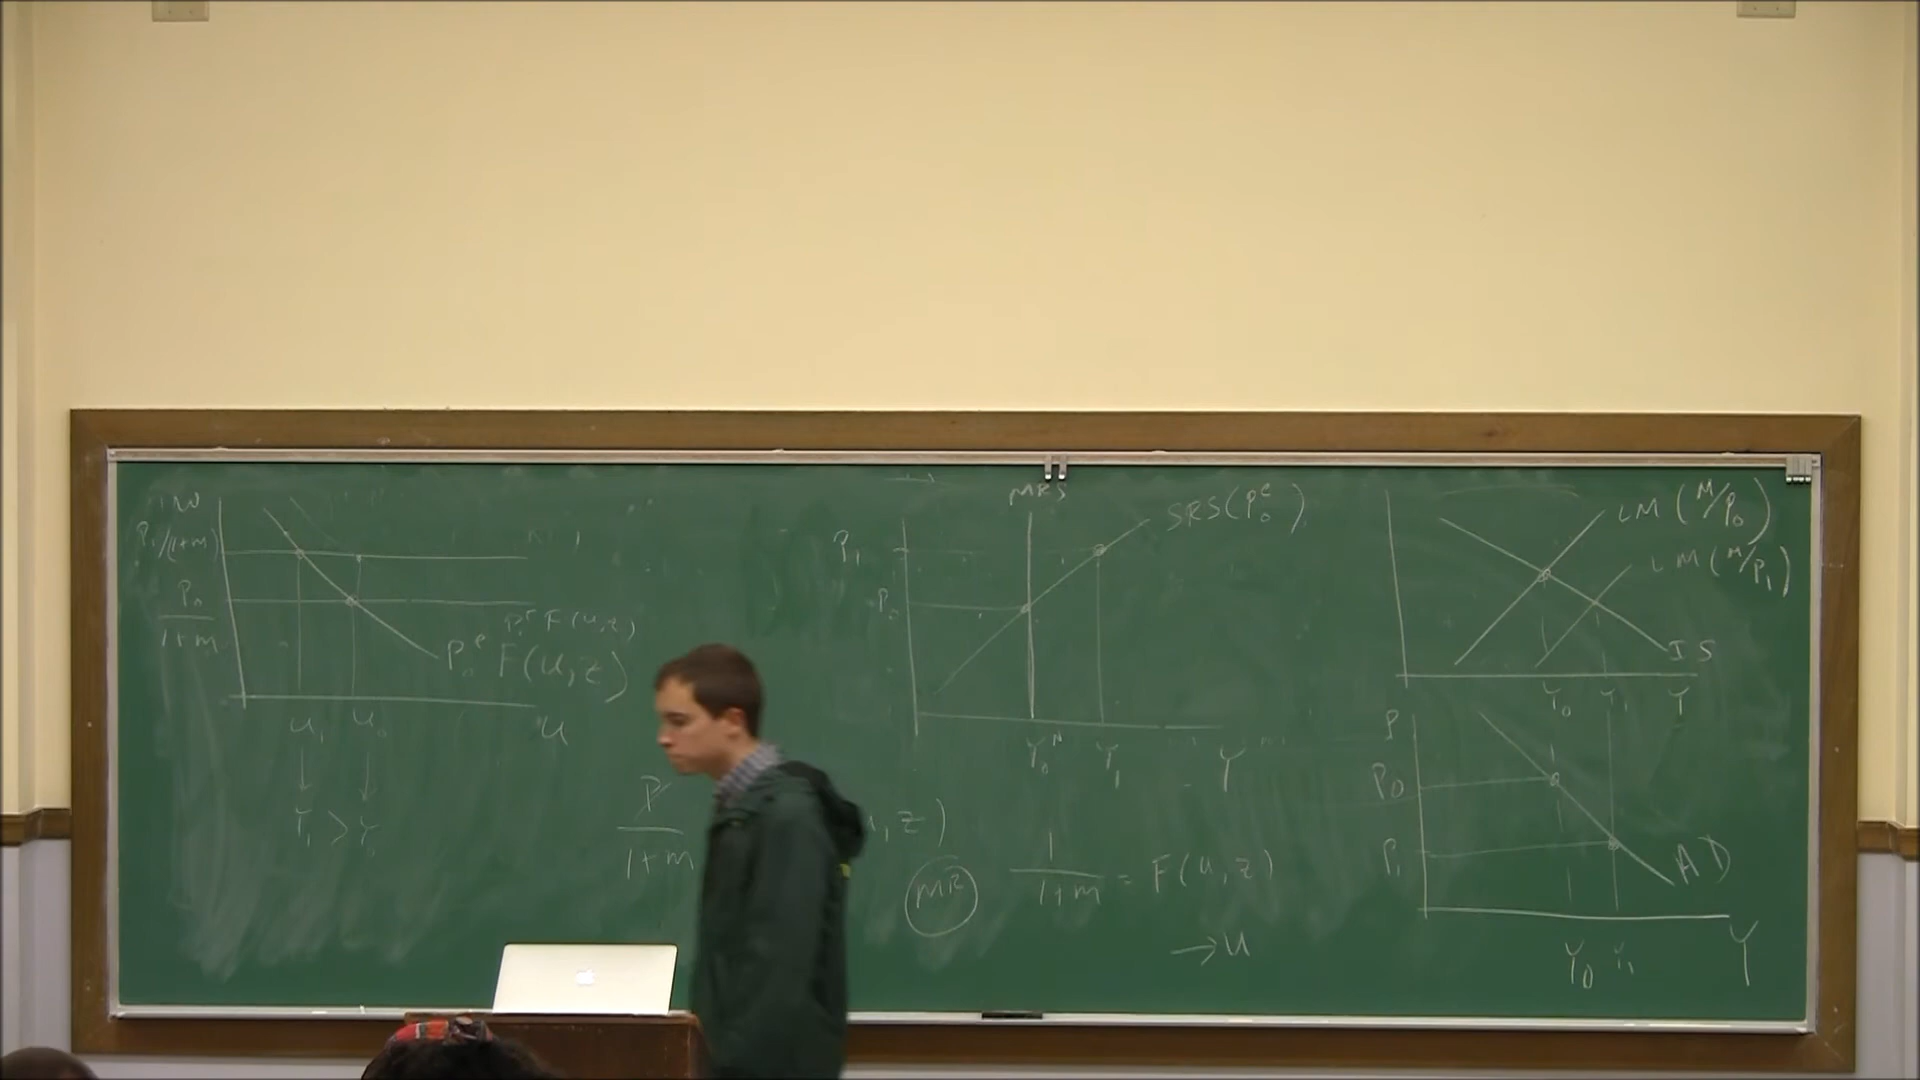 ln W
P₁/(1+m)
P₀
1+m
P₁ᵉ F(u,z)
P₀ᵉ F(u,z)
u₁ u₀ u
Y₁ > Y₀
P
1+m
u, z)
MRS
SRS(P₀ᵉ)
P₁
P₀
Y₀ᴺ Y₁ Y
MR
1
1+m = F(u,z)
→ u
LM (M/P₀)
LM (M/P₁)
IS
Y₀ Y₁ Y
P
P₀
P₁
AD
Y₀ Y₁ Y